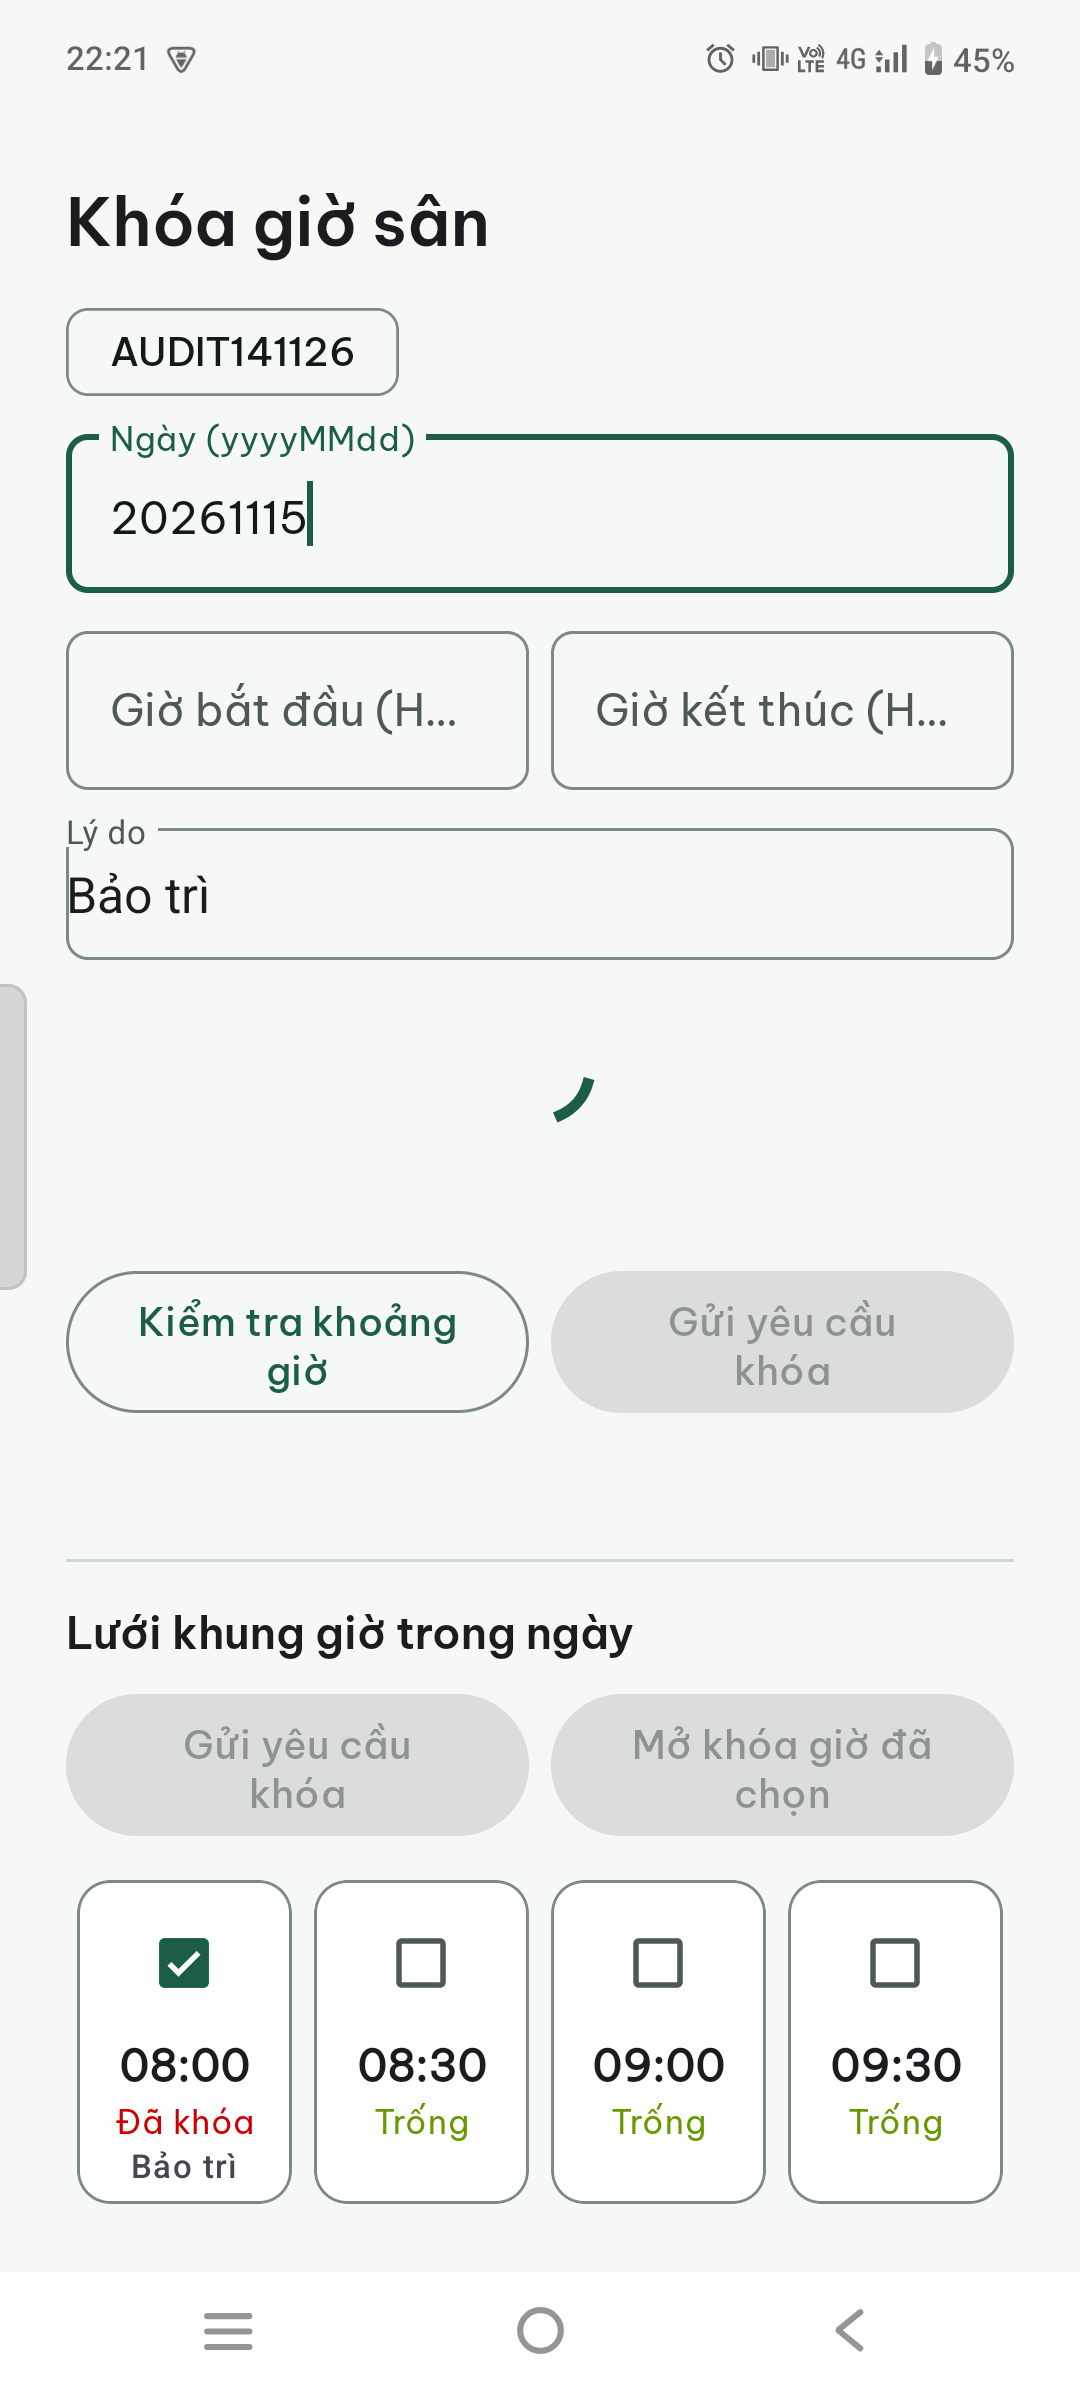 22:21
VoLTE 4G 45%
Khóa giờ sân
AUDIT141126
Ngày (yyyyMMdd)
20261115
Giờ bắt đầu (H...
Giờ kết thúc (H...
Lý do
Bảo trì
Kiểm tra khoảng
giờ
Gửi yêu cầu
khóa
Lưới khung giờ trong ngày
Gửi yêu cầu
khóa
Mở khóa giờ đã
chọn
08:00
Đã khóa
Bảo trì
08:30
Trống
09:00
Trống
09:30
Trống